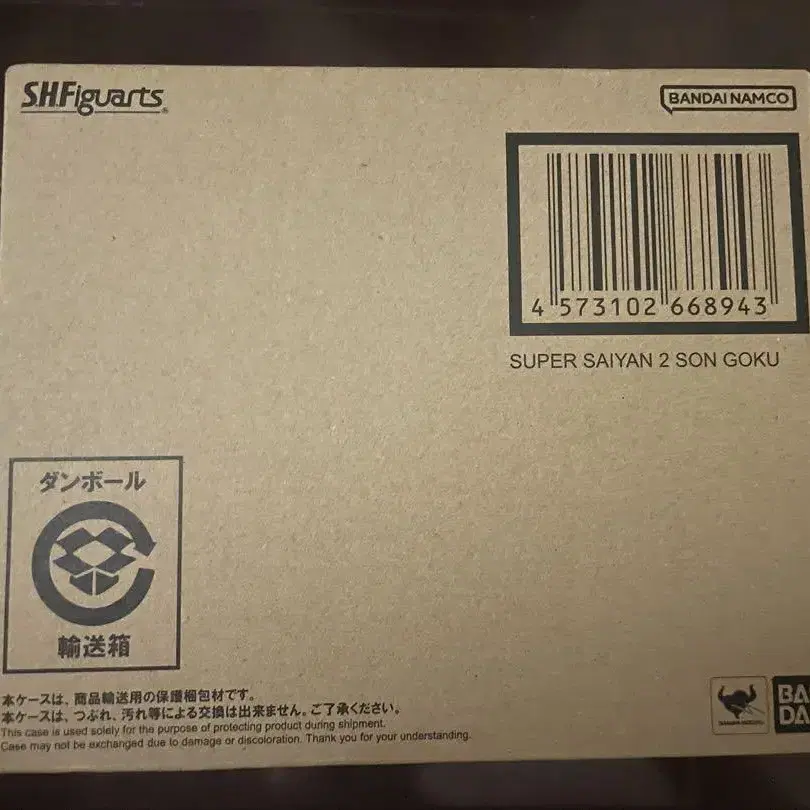 S.H.Figuarts
BANDAI NAMCO
4 573102 668943
SUPER SAIYAN 2 SON GOKU
ダンボール
輸送箱
本ケースは、商品輸送用の保護梱包材です。
本ケースは、つぶれ、汚れ等による交換は出来ません。ご了承ください。
This case is used solely for the purpose of protecting product during shipment.
Case may not be exchanged due to damage or discoloration. Thank you for your understanding.
BAN
DAI